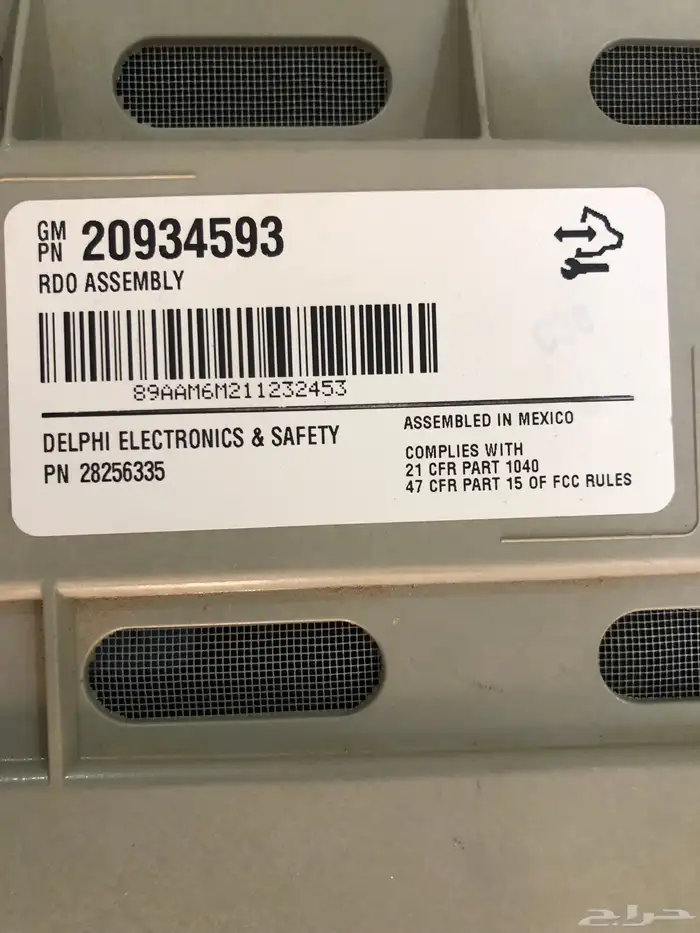 GM
PN 20934593
RDO ASSEMBLY
89AAM6M211232453
DELPHI ELECTRONICS & SAFETY
PN 28256335
ASSEMBLED IN MEXICO
COMPLIES WITH
21 CFR PART 1040
47 CFR PART 15 OF FCC RULES
حراج